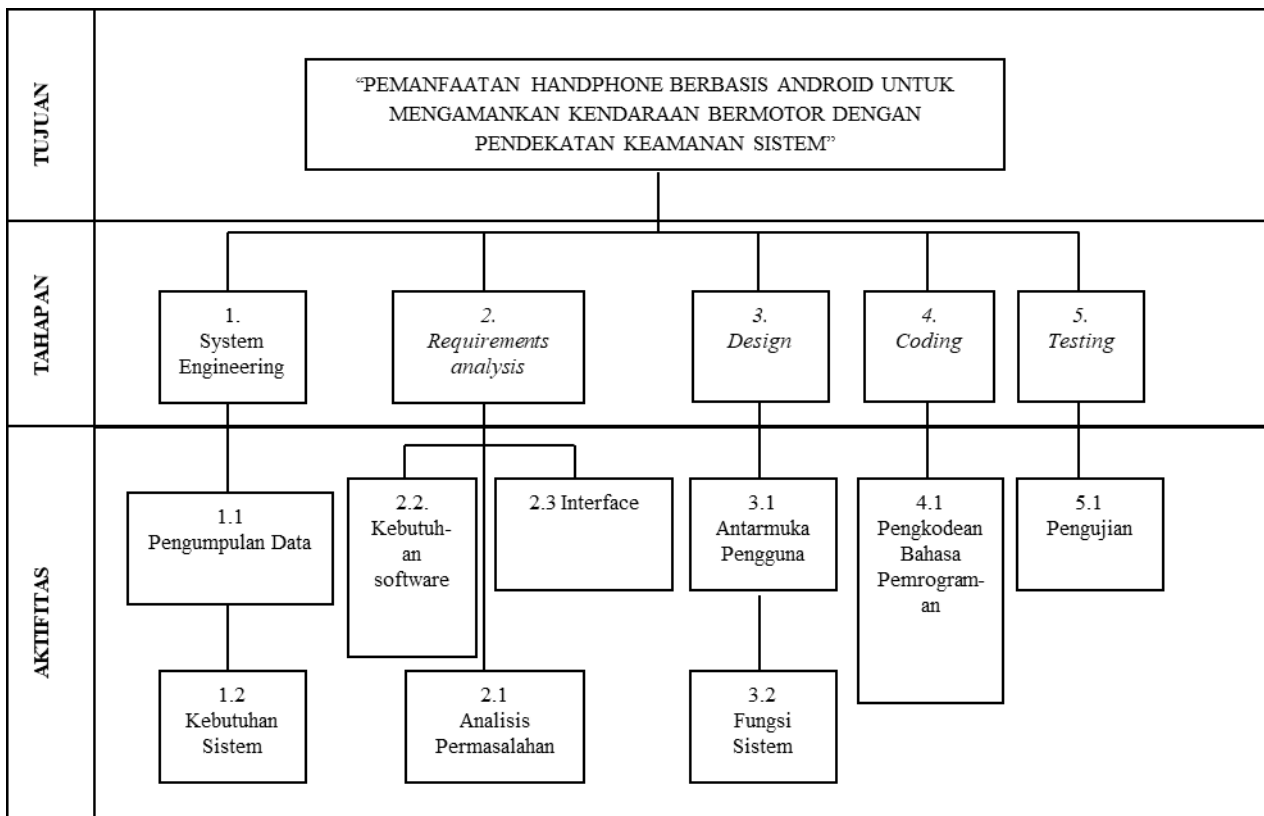 TUJUAN
“PEMANFAATAN HANDPHONE BERBASIS ANDROID UNTUK
MENGAMANKAN KENDARAAN BERMOTOR DENGAN
PENDEKATAN KEAMANAN SISTEM”
TAHAPAN
1.
System
Engineering
2.
Requirements
analysis
3.
Design
4.
Coding
5.
Testing
AKTIFITAS
1.1
Pengumpulan Data
2.2.
Kebutuh-
an
software
2.3 Interface
3.1
Antarmuka
Pengguna
4.1
Pengkodean
Bahasa
Pemrogram-
an
5.1
Pengujian
1.2
Kebutuhan
Sistem
2.1
Analisis
Permasalahan
3.2
Fungsi
Sistem